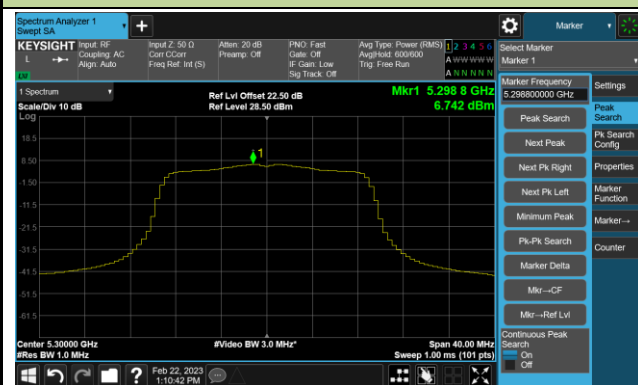 Spectrum Analyzer 1
Swept SA
Marker
KEYSIGHT Input: RF Input Z: 50 Ω Atten: 20 dB PNO: Fast Avg Type: Power (RMS) 1 2 3 4 5 6
L Coupling: AC Corr CCorr Preamp: Off Gate: Off Avg|Hold: 600/600 A W W W W W
Align: Auto Freq Ref: Int (S) IF Gain: Low Trig: Free Run
Sig Track: Off A N N N N N
LXI
Select Marker
Marker 1
1 Spectrum
Scale/Div 10 dB
Ref Lvl Offset 22.50 dB
Ref Level 28.50 dBm
Mkr1 5.298 8 GHz
6.742 dBm
Log
18.5
8.50
-1.50
-11.5
-21.5
-31.5
-41.5
-51.5
-61.5
1
Center 5.30000 GHz
#Res BW 1.0 MHz
#Video BW 3.0 MHz*
Span 40.00 MHz
Sweep 1.00 ms (101 pts)
Marker Frequency
5.298800000 GHz
Peak Search
Next Peak
Next Pk Right
Next Pk Left
Minimum Peak
Pk-Pk Search
Marker Delta
Mkr→CF
Mkr→Ref Lvl
Continuous Peak
Search
On
Off
Settings
Peak
Search
Pk Search
Config
Properties
Marker
Function
Marker→
Counter
Feb 22, 2023
1:10:42 PM